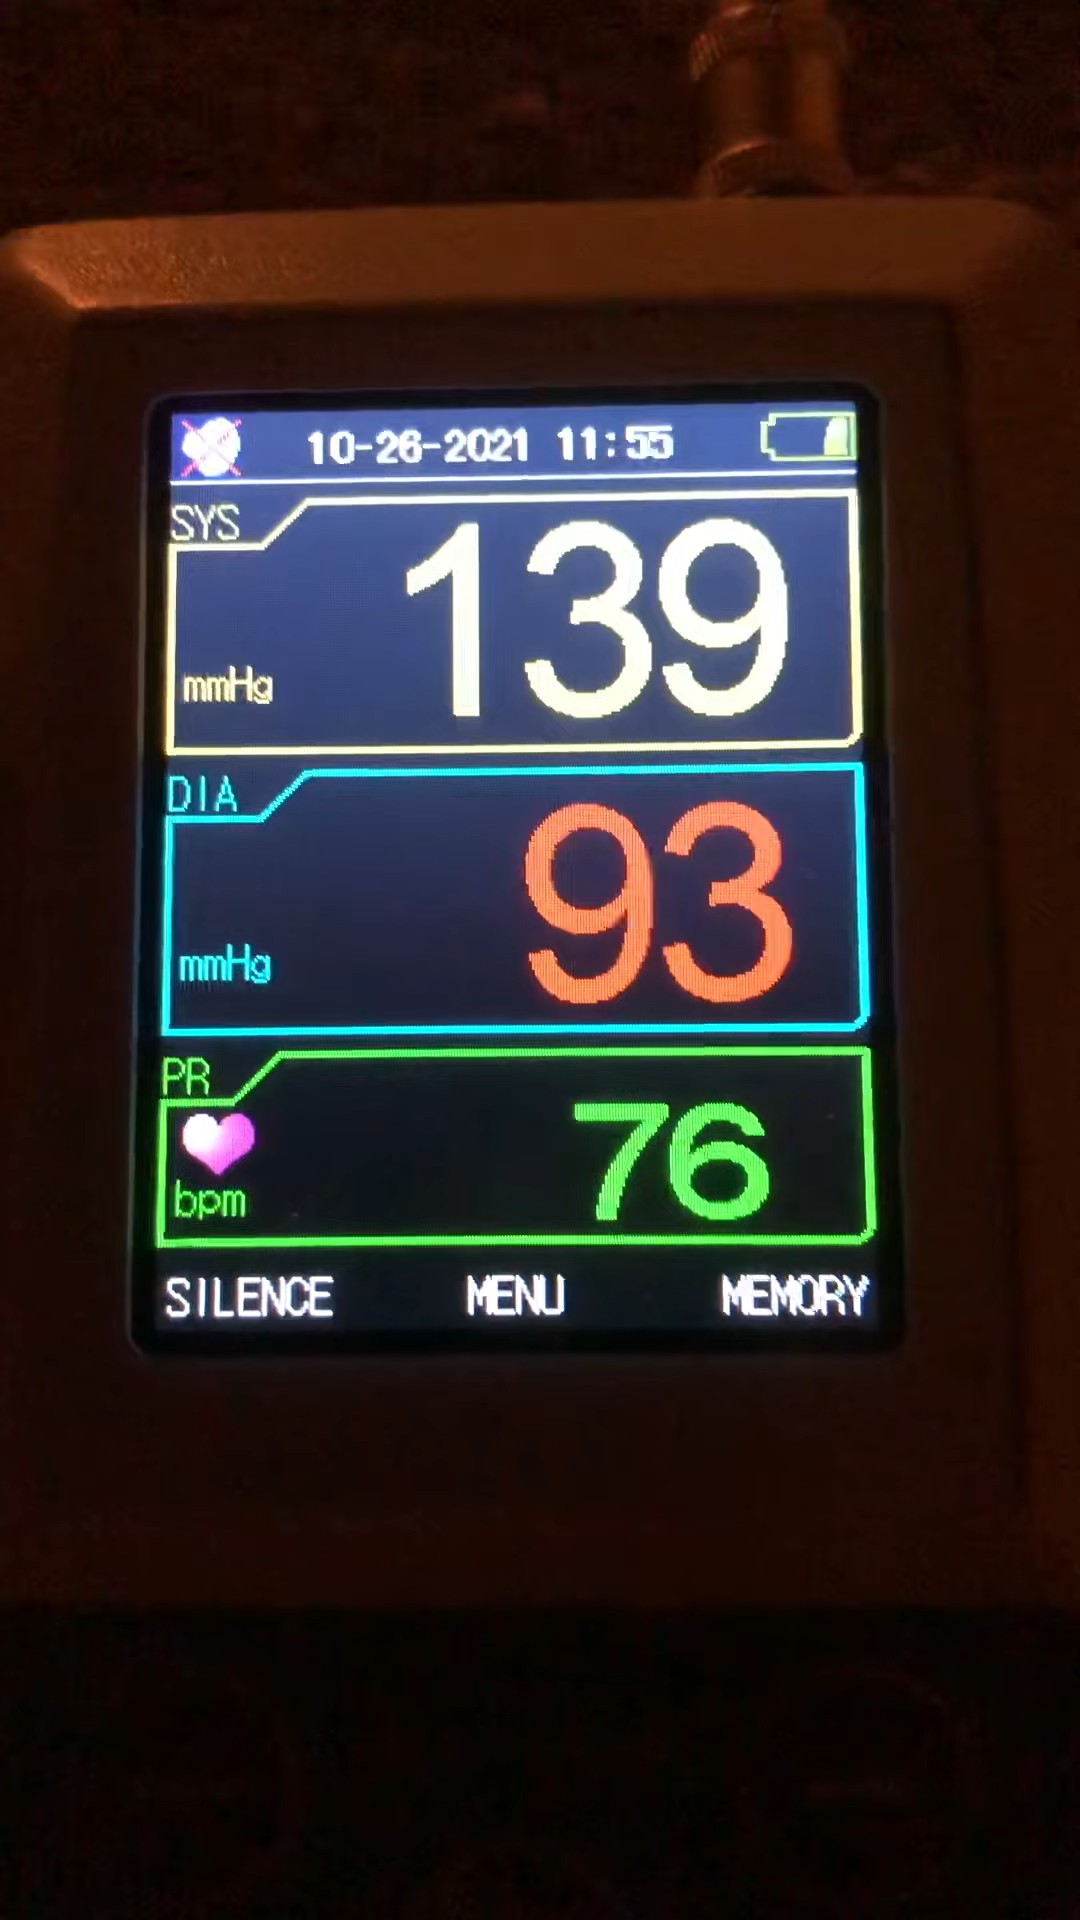 10-26-2021 11:55
SYS
139
mmHg
DIA
93
mmHg
PR
76
bpm
SILENCE MENU MEMORY